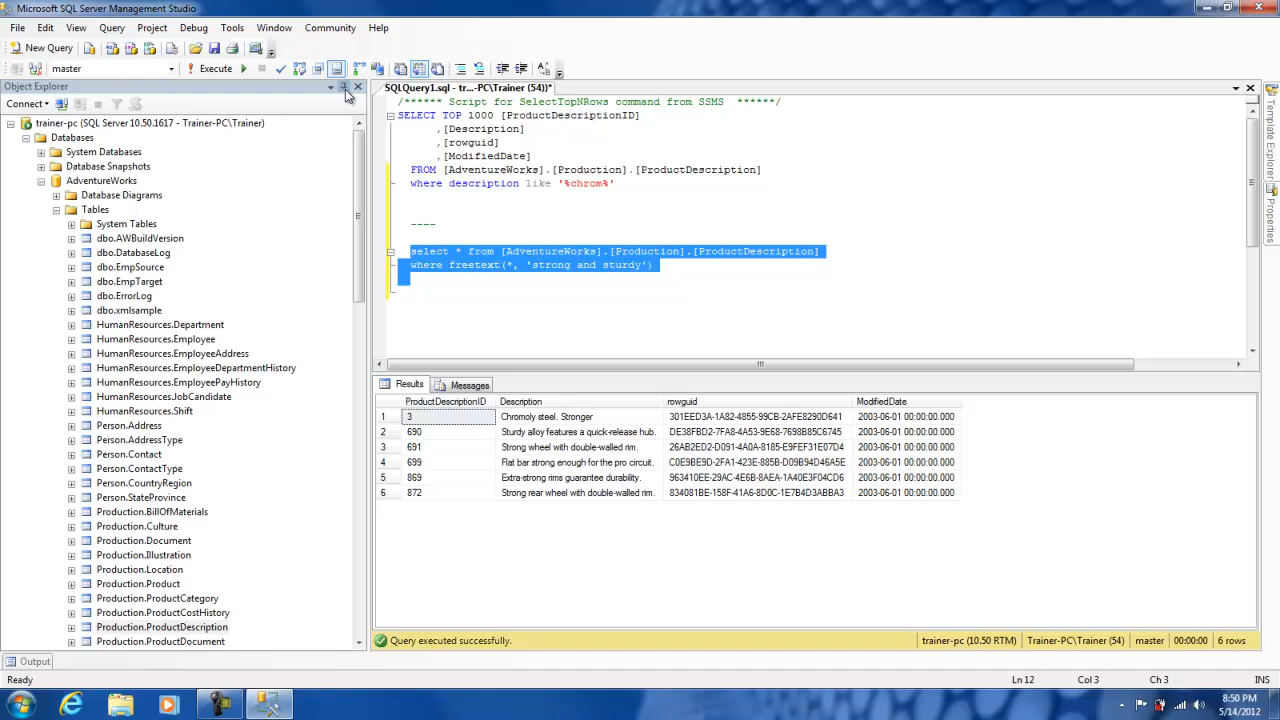 Microsoft SQL Server Management Studio
File Edit View Query Project Debug Tools Window Community Help
New Query
master Execute
Object Explorer
Connect
trainer-pc (SQL Server 10.50.1617 - Trainer-PC\Trainer)
Databases
System Databases
Database Snapshots
AdventureWorks
Database Diagrams
Tables
System Tables
dbo.AWBuildVersion
dbo.DatabaseLog
dbo.EmpSource
dbo.EmpTarget
dbo.ErrorLog
dbo.xmlsample
HumanResources.Department
HumanResources.Employee
HumanResources.EmployeeAddress
HumanResources.EmployeeDepartmentHistory
HumanResources.EmployeePayHistory
HumanResources.JobCandidate
HumanResources.Shift
Person.Address
Person.AddressType
Person.Contact
Person.ContactType
Person.CountryRegion
Person.StateProvince
Production.BillOfMaterials
Production.Culture
Production.Document
Production.Illustration
Production.Location
Production.Product
Production.ProductCategory
Production.ProductCostHistory
Production.ProductDescription
Production.ProductDocument
SQLQuery1.sql - tr...-PC\Trainer (54))*
/****** Script for SelectTopNRows command from SSMS ******/
SELECT TOP 1000 [ProductDescriptionID]
,[Description]
,[rowguid]
,[ModifiedDate]
FROM [AdventureWorks].[Production].[ProductDescription]
where description like '%chrom%'
----
select * from [AdventureWorks].[Production].[ProductDescription]
where freetext(*, 'strong and sturdy')
Template Explorer
Properties
Results Messages
ProductDescriptionID Description rowguid ModifiedDate
1 3 Chromoly steel. Stronger 301EED3A-1A82-4855-99CB-2AFE8290D641 2003-06-01 00:00:00.000
2 690 Sturdy alloy features a quick-release hub. DE38FBD2-7FA8-4A53-9E68-7698B85C6745 2003-06-01 00:00:00.000
3 691 Strong wheel with double-walled rim. 26AB2ED2-D091-4A0A-8185-E9FEF31E07D4 2003-06-01 00:00:00.000
4 699 Flat bar strong enough for the pro circuit. C0E9BE9D-2FA1-423E-885B-D09B94D46A5E 2003-06-01 00:00:00.000
5 869 Extra-strong rims guarantee durability. 963410EE-29AC-4E6B-8AEA-1A40E3F04CD6 2003-06-01 00:00:00.000
6 872 Strong rear wheel with double-walled rim. 834081BE-158F-41A6-8D0C-1E7B4D3ABBA3 2003-06-01 00:00:00.000
Query executed successfully. trainer-pc (10.50 RTM) Trainer-PC\Trainer (54) master 00:00:00 6 rows
Output
Ready Ln 12 Col 3 Ch 3 INS
8:50 PM
5/14/2012